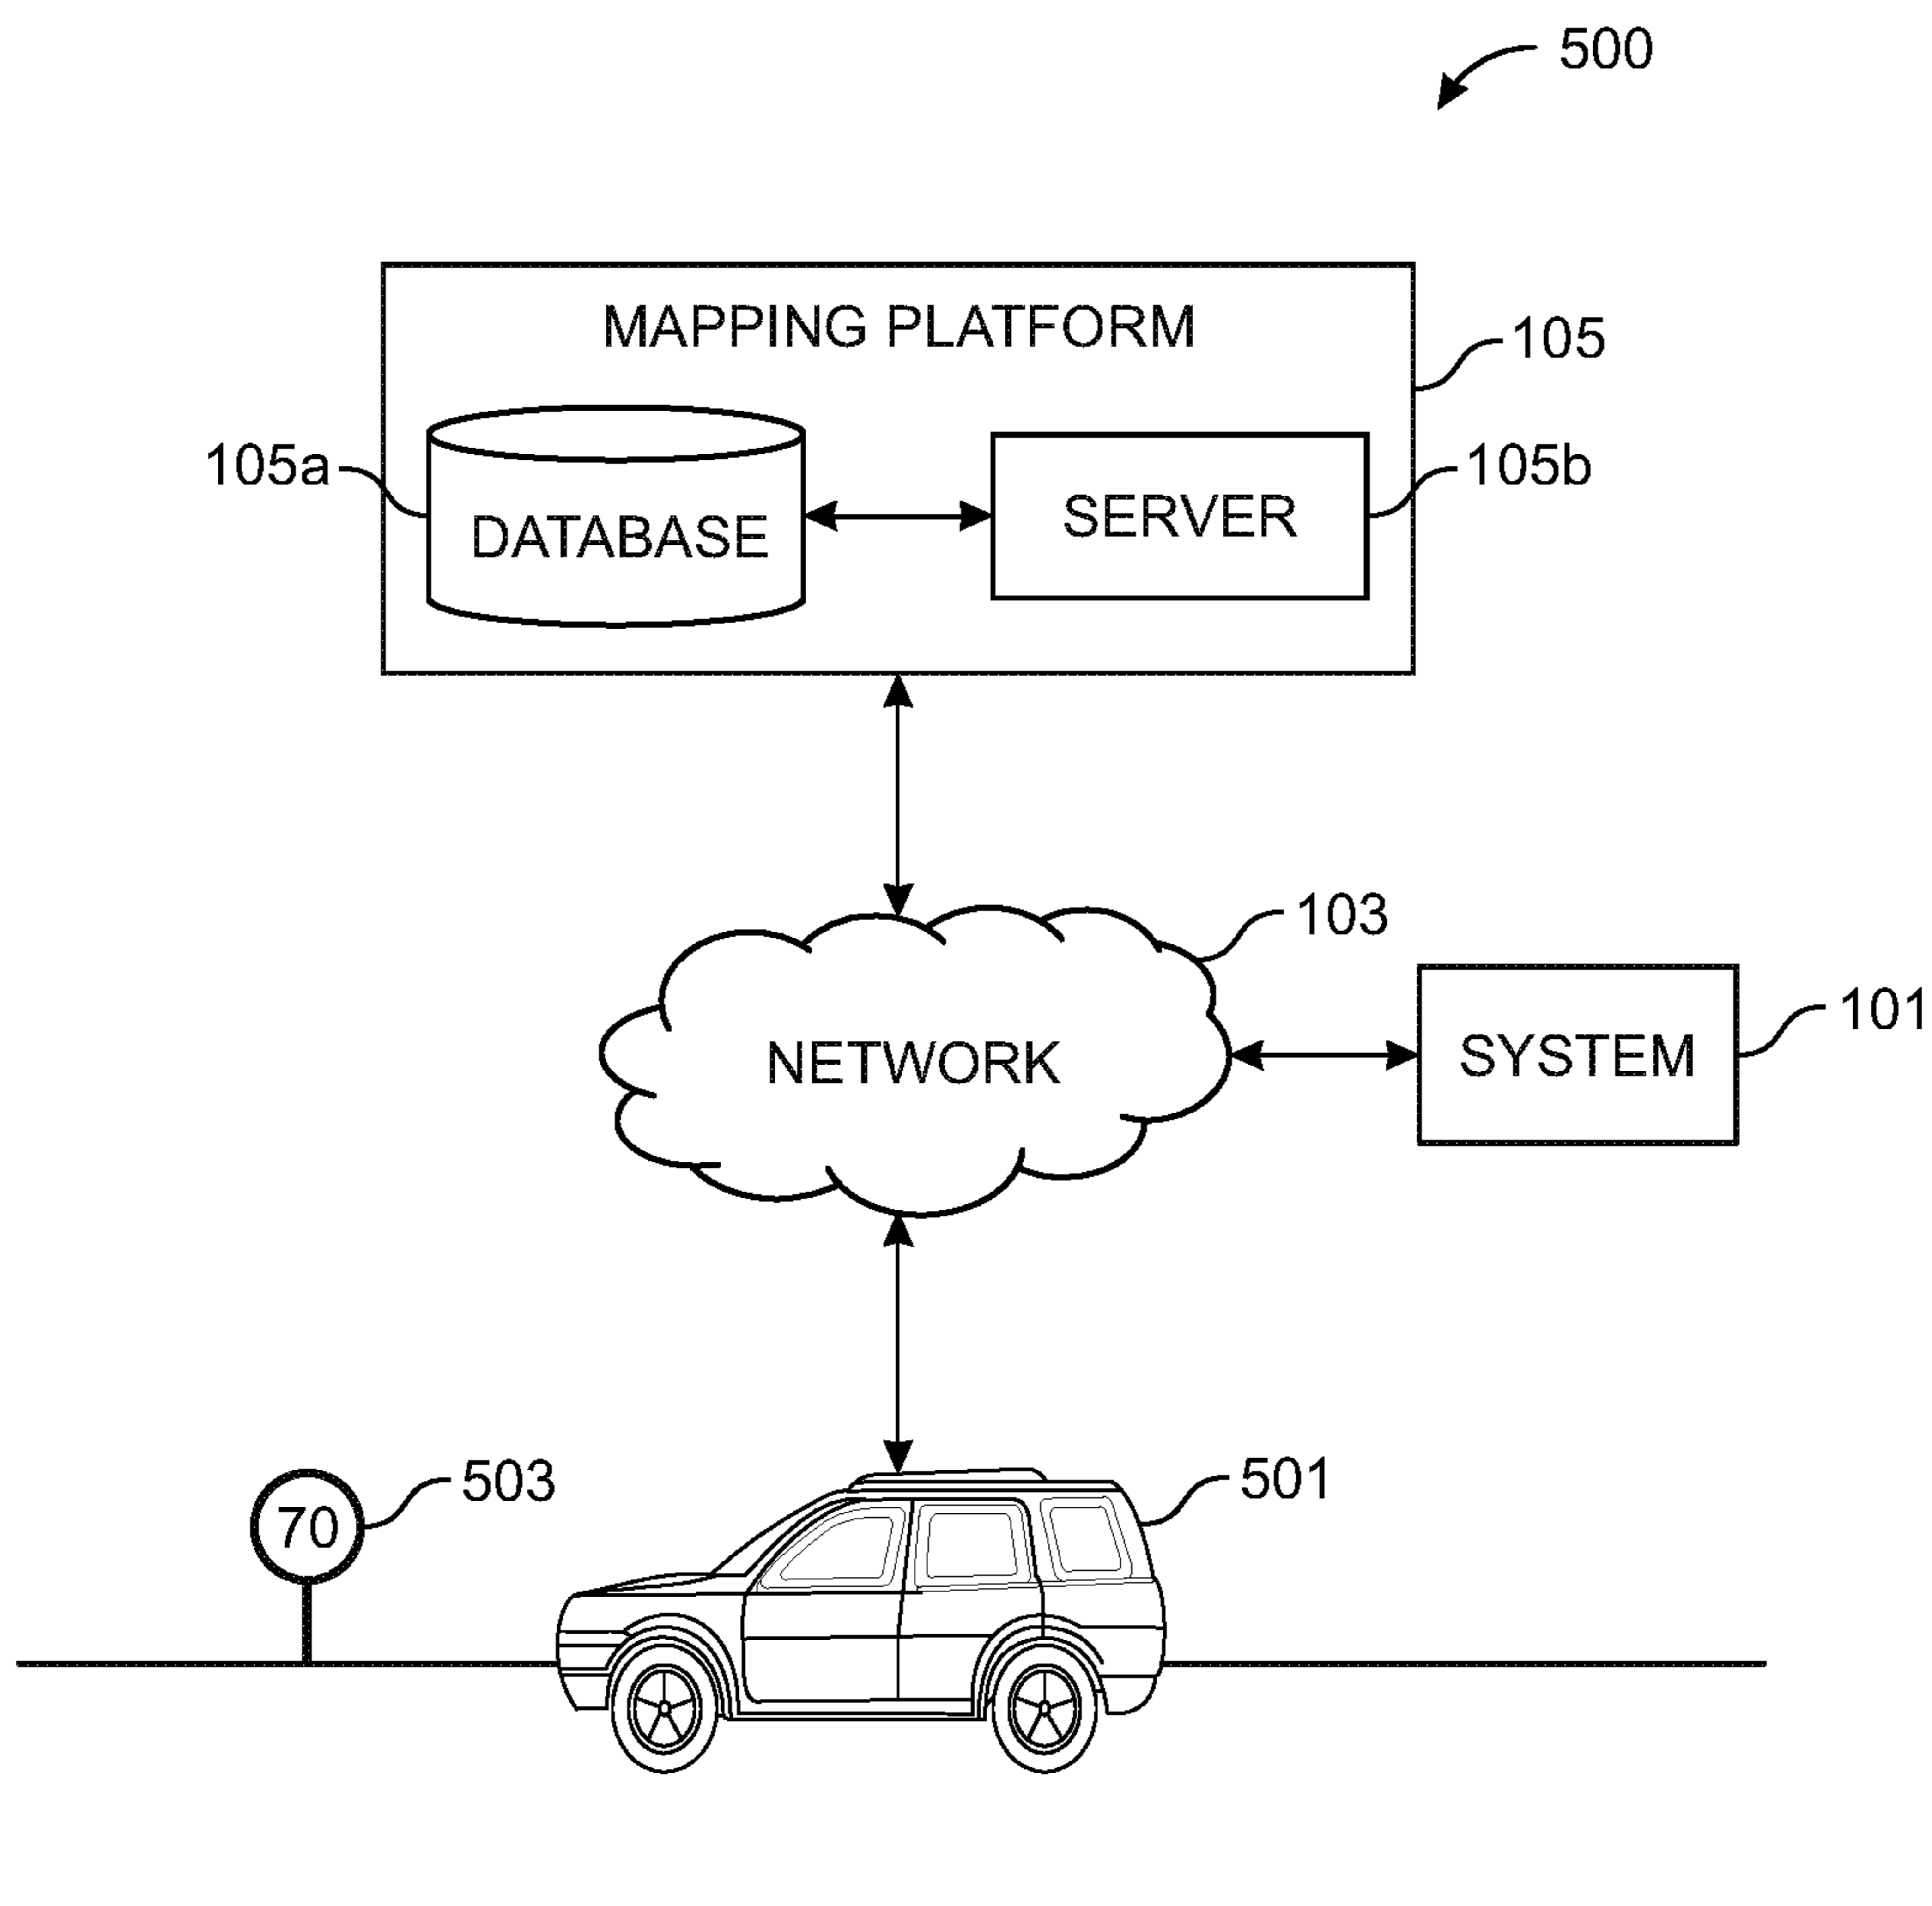 500
MAPPING PLATFORM
105
105a
DATABASE
SERVER
105b
103
NETWORK
SYSTEM
101
70
503
501